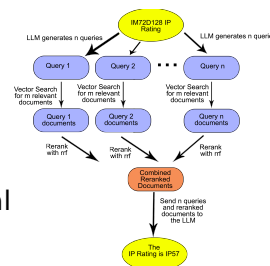 IM72D128 IP
Rating
LLM generates n queries
LLM generates n queries
Query 1
Query 2
Query n
Vector Search
for m relevant
documents
Vector Search
for m relevant
documents
Vector Search
for m relevant
documents
Query 1
documents
Query 2
documents
Query n
documents
Rerank
with rrf
Rerank
with rrf
Rerank
with rrf
Combined
Reranked
Documents
al
Send n queries
and reranked
documents to
the LLM
The
IP Rating is IP57